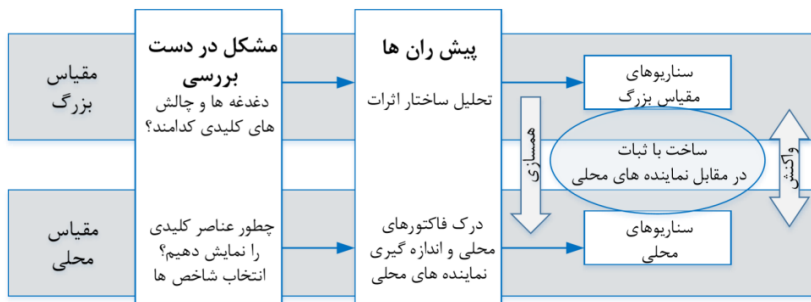 مقیاس
بزرگ
مشکل در دست
بررسی
دغدغه ها و چالش
های کلیدی کدامند؟
پیش ران ها
تحلیل ساختار اثرات
سناریوهای
مقیاس بزرگ
همسازی
ساخت با ثبات
در مقابل نماینده های محلی
واکنش
مقیاس
محلی
چطور عناصر کلیدی
را نمایش دهیم؟
انتخاب شاخص ها
درک فاکتورهای
محلی و اندازه گیری
نماینده های محلی
سناریوهای
محلی